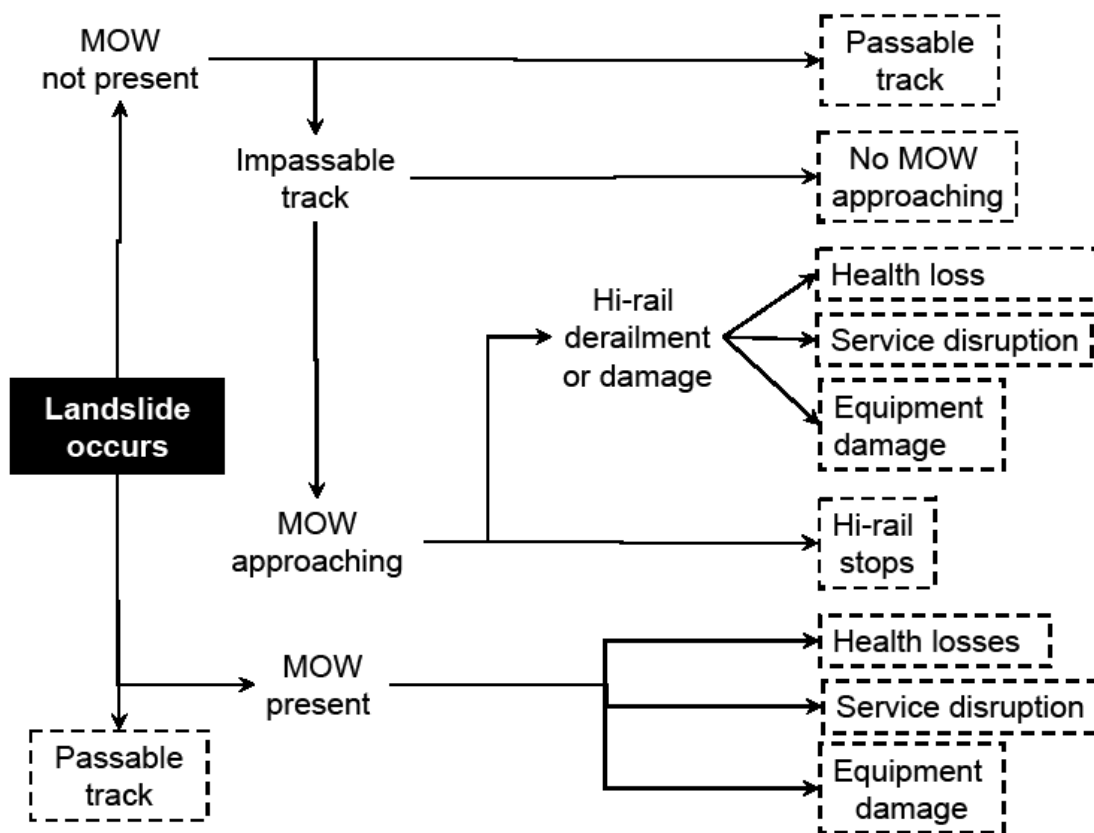 MOW
not present
Passable
track
Impassable
track
No MOW
approaching
Hi-rail
derailment
or damage
Health loss
Service disruption
Equipment
damage
Landslide
occurs
MOW
approaching
Hi-rail
stops
MOW
present
Health losses
Service disruption
Equipment
damage
Passable
track